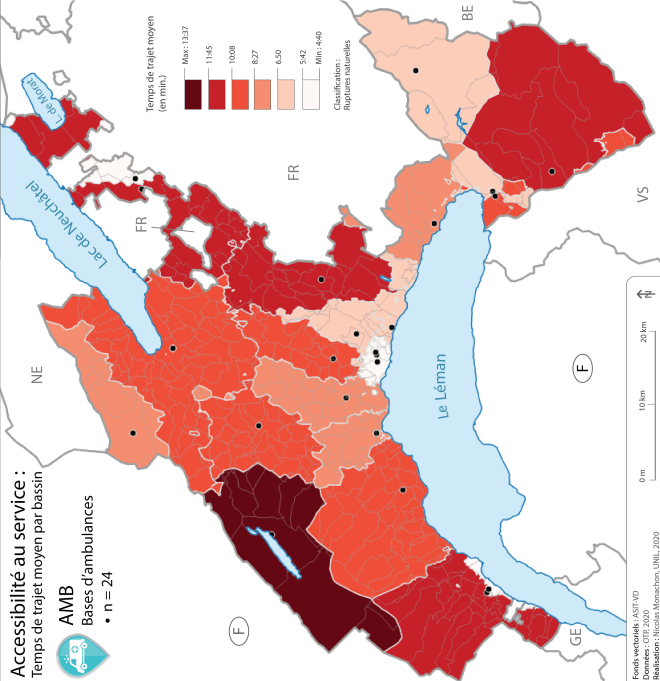 Accessibilité au service :
Temps de trajet moyen par bassin
AMB
Bases d'ambulances
• n = 24
Temps de trajet moyen
(en min.)
Max : 13:37
11:45
10:08
8:27
6:50
5:42
Min : 4:40
Classification :
Ruptures naturelles
BE
L. de Morat
Lac de Neuchâtel
FR
FR
NE
VS
Le Léman
F
F
GE
0 m
10 km
20 km
N
Fonds vectoriels : ASIT-VD
Données : OTP, 2020
Réalisation : Nicolas Monachon, UNIL, 2020